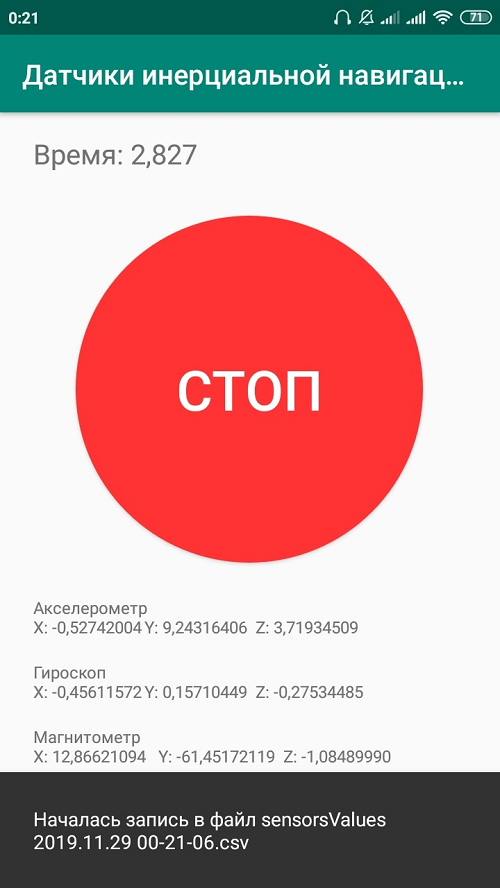 0:21
71
Датчики инерциальной навигац...
Время: 2,827
СТОП
Акселерометр
X: -0,52742004 Y: 9,24316406 Z: 3,71934509
Гироскоп
X: -0,45611572 Y: 0,15710449 Z: -0,27534485
Магнитометр
X: 12,86621094 Y: -61,45172119 Z: -1,08489990
Началась запись в файл sensorsValues
2019.11.29 00-21-06.csv